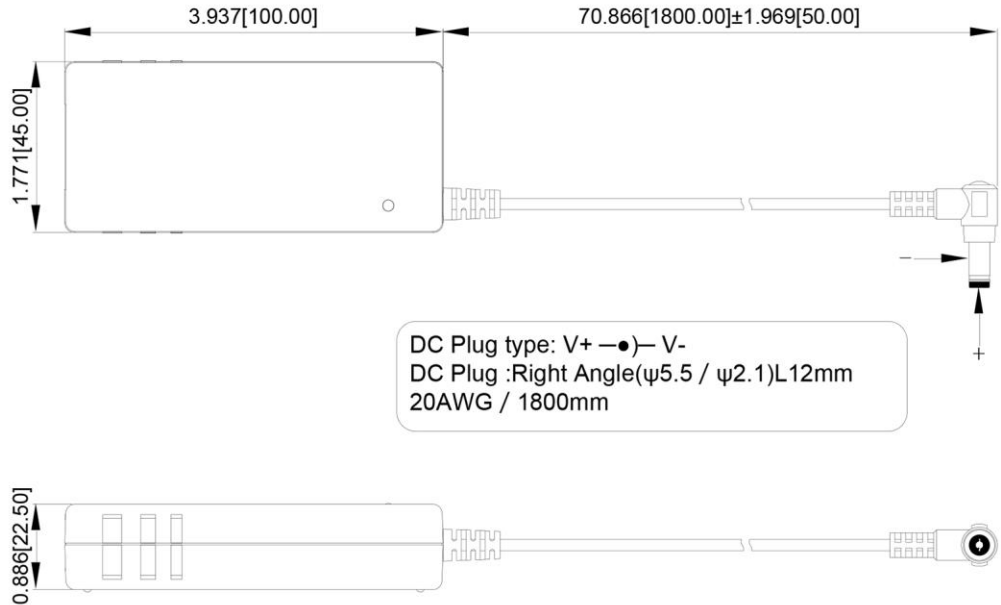 3.937[100.00]
70.866[1800.00]±1.969[50.00]
1.771[45.00]
−
+
DC Plug type: V+ —●)— V-
DC Plug :Right Angle(ψ5.5 / ψ2.1)L12mm
20AWG / 1800mm
0.886[22.50]